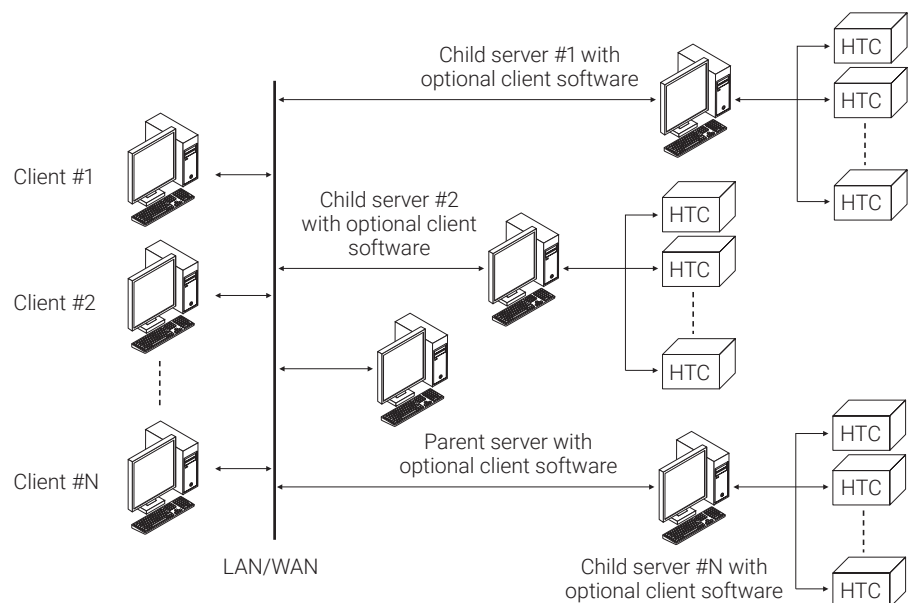 Child server #1 with
optional client software
HTC
HTC
HTC
Client #1
Child server #2
with optional client
software
HTC
HTC
HTC
Client #2
Parent server with
optional client software
Client #N
HTC
HTC
HTC
LAN/WAN
Child server #N with
optional client software